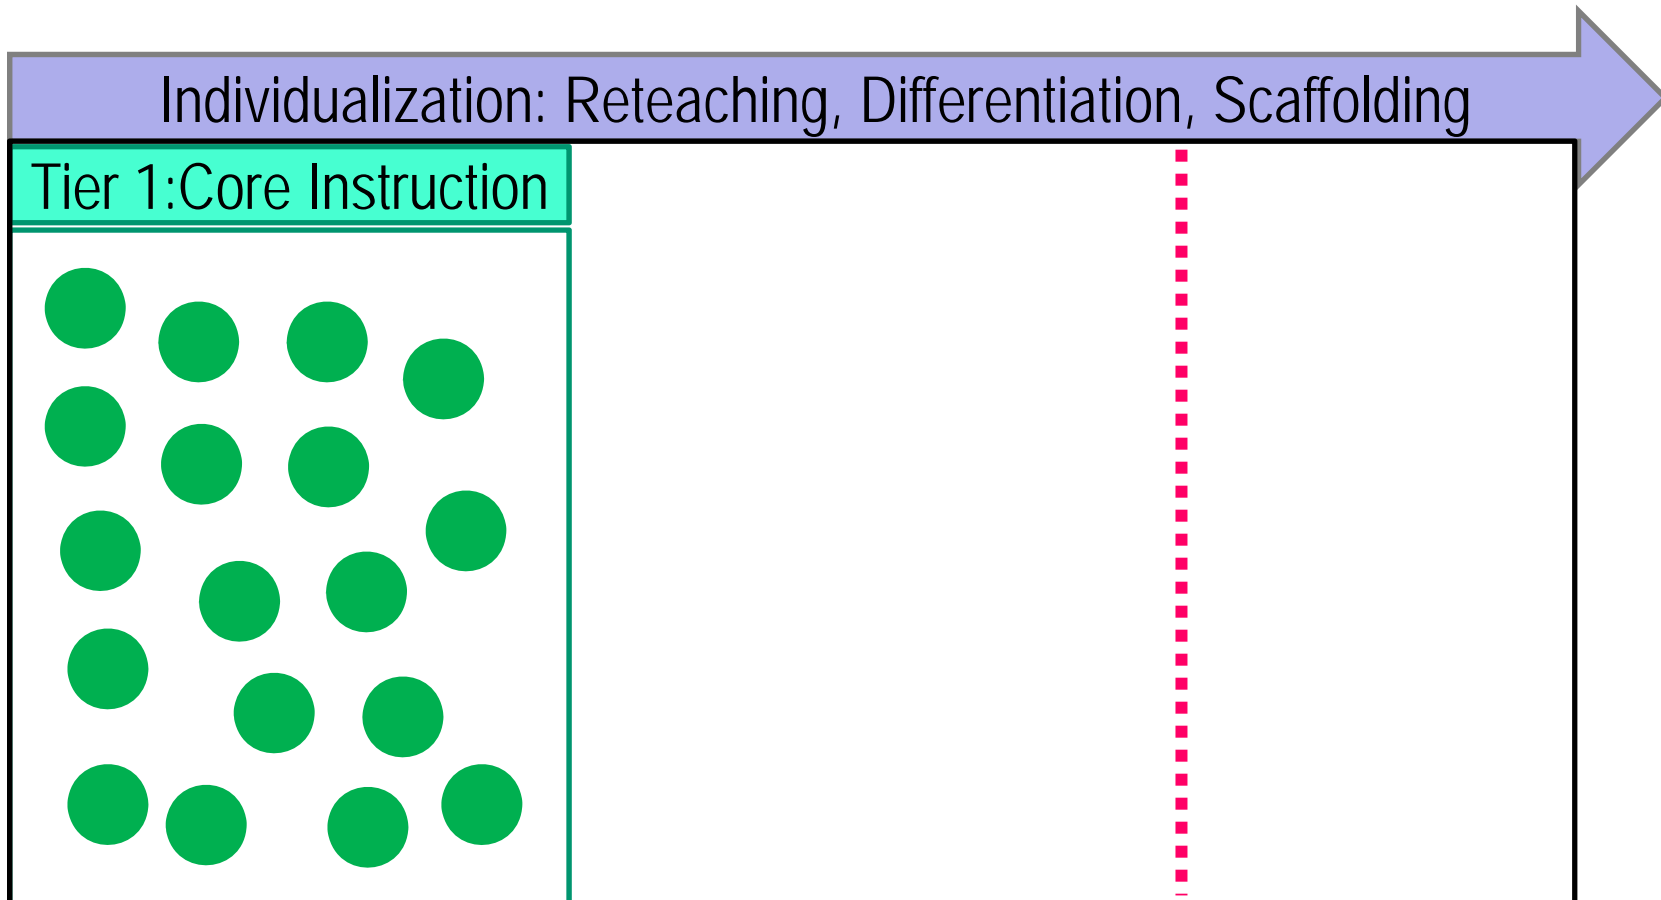 Individualization: Reteaching, Differentiation, Scaffolding
Tier 1:Core Instruction